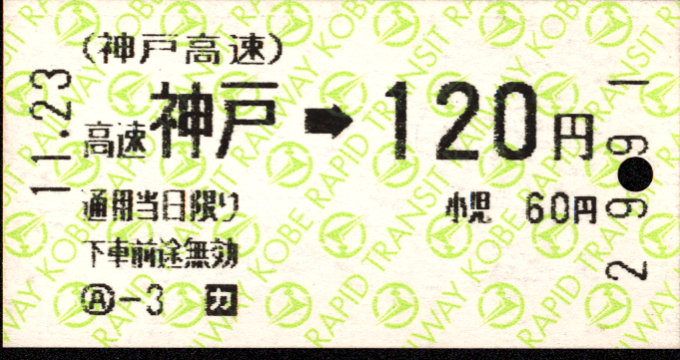 (神戸高速)
高速神戸➡120円
通用当日限り 小児 60円
下車前途無効
Ⓐ-3 カ
11.23
2991
KOBE RAPID TRANSIT RAILWAY